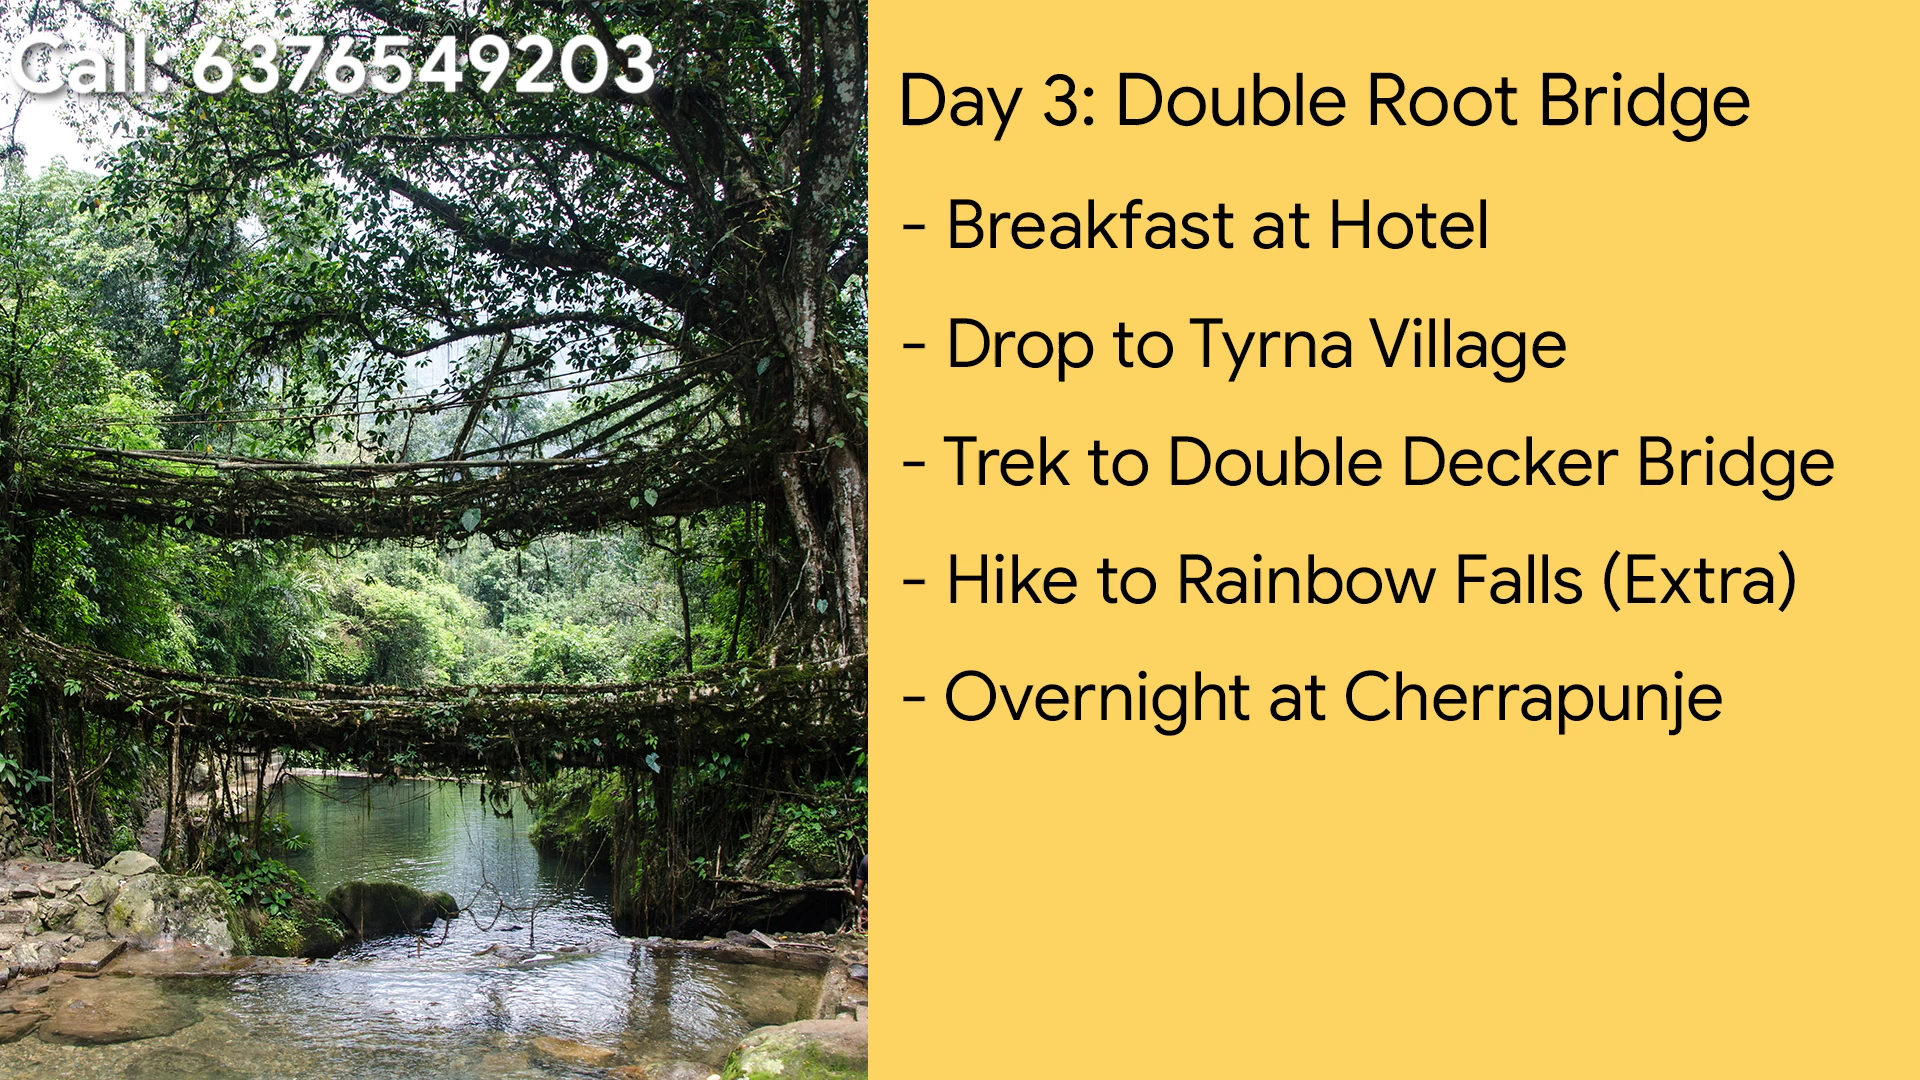 Call: 6376549203
Day 3: Double Root Bridge
- Breakfast at Hotel
- Drop to Tyrna Village
- Trek to Double Decker Bridge
- Hike to Rainbow Falls (Extra)
- Overnight at Cherrapunje